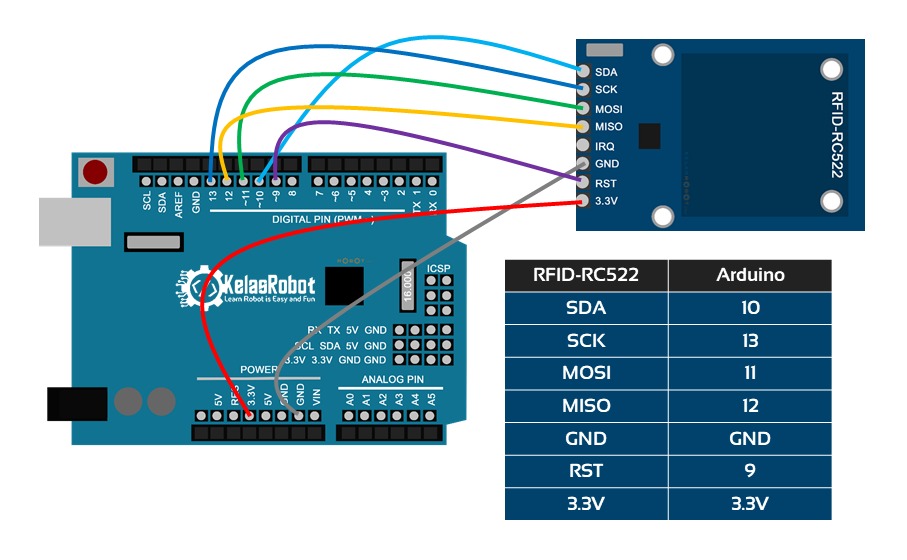 SDA
SCK
MOSI
MISO
IRQ
GND
RST
3.3V
RFID-RC522
SCL
SDA
AREF
GND
13
12
~11
~10
~9
8
7
~6
~5
4
~3
2
TX 1
RX 0
DIGITAL PIN (PWM ~)
KelasRobot
Learn Robot is Easy and Fun
16.000
ICSP
RX TX 5V GND
SCL SDA 5V GND
3.3V 3.3V GND GND
POWER
5V
RES
3.3V
5V
GND
GND
VIN
ANALOG PIN
A0
A1
A2
A3
A4
A5
RFID-RC522 Arduino
SDA 10
SCK 13
MOSI 11
MISO 12
GND GND
RST 9
3.3V 3.3V